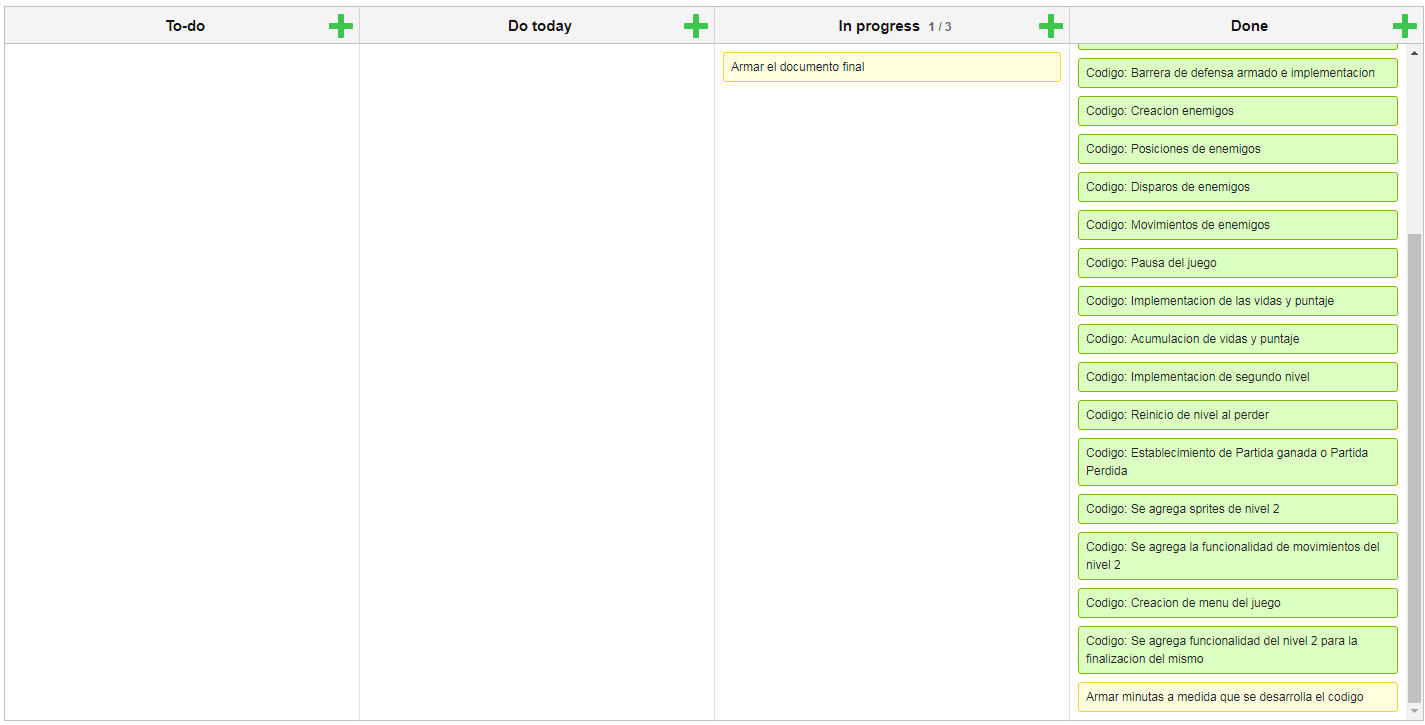 To-do
Do today
In progress 1 / 3
Done
Armar el documento final
Codigo: Barrera de defensa armado e implementacion
Codigo: Creacion enemigos
Codigo: Posiciones de enemigos
Codigo: Disparos de enemigos
Codigo: Movimientos de enemigos
Codigo: Pausa del juego
Codigo: Implementacion de las vidas y puntaje
Codigo: Acumulacion de vidas y puntaje
Codigo: Implementacion de segundo nivel
Codigo: Reinicio de nivel al perder
Codigo: Establecimiento de Partida ganada o Partida
Perdida
Codigo: Se agrega sprites de nivel 2
Codigo: Se agrega la funcionalidad de movimientos del
nivel 2
Codigo: Creacion de menu del juego
Codigo: Se agrega funcionalidad del nivel 2 para la
finalizacion del mismo
Armar minutas a medida que se desarrolla el codigo